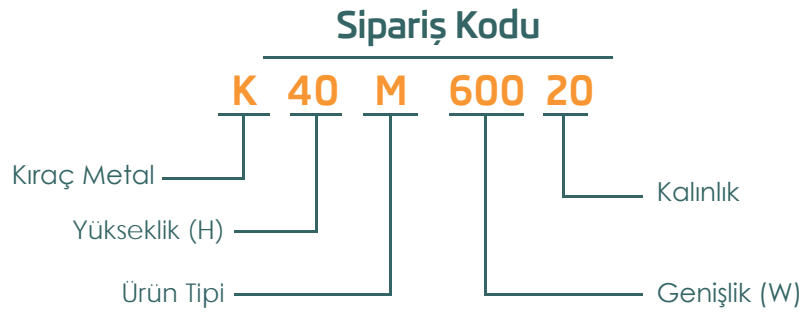 Sipariş Kodu
K 40 M 600 20
Kıraç Metal
Kalınlık
Yükseklik (H)
Ürün Tipi
Genişlik (W)